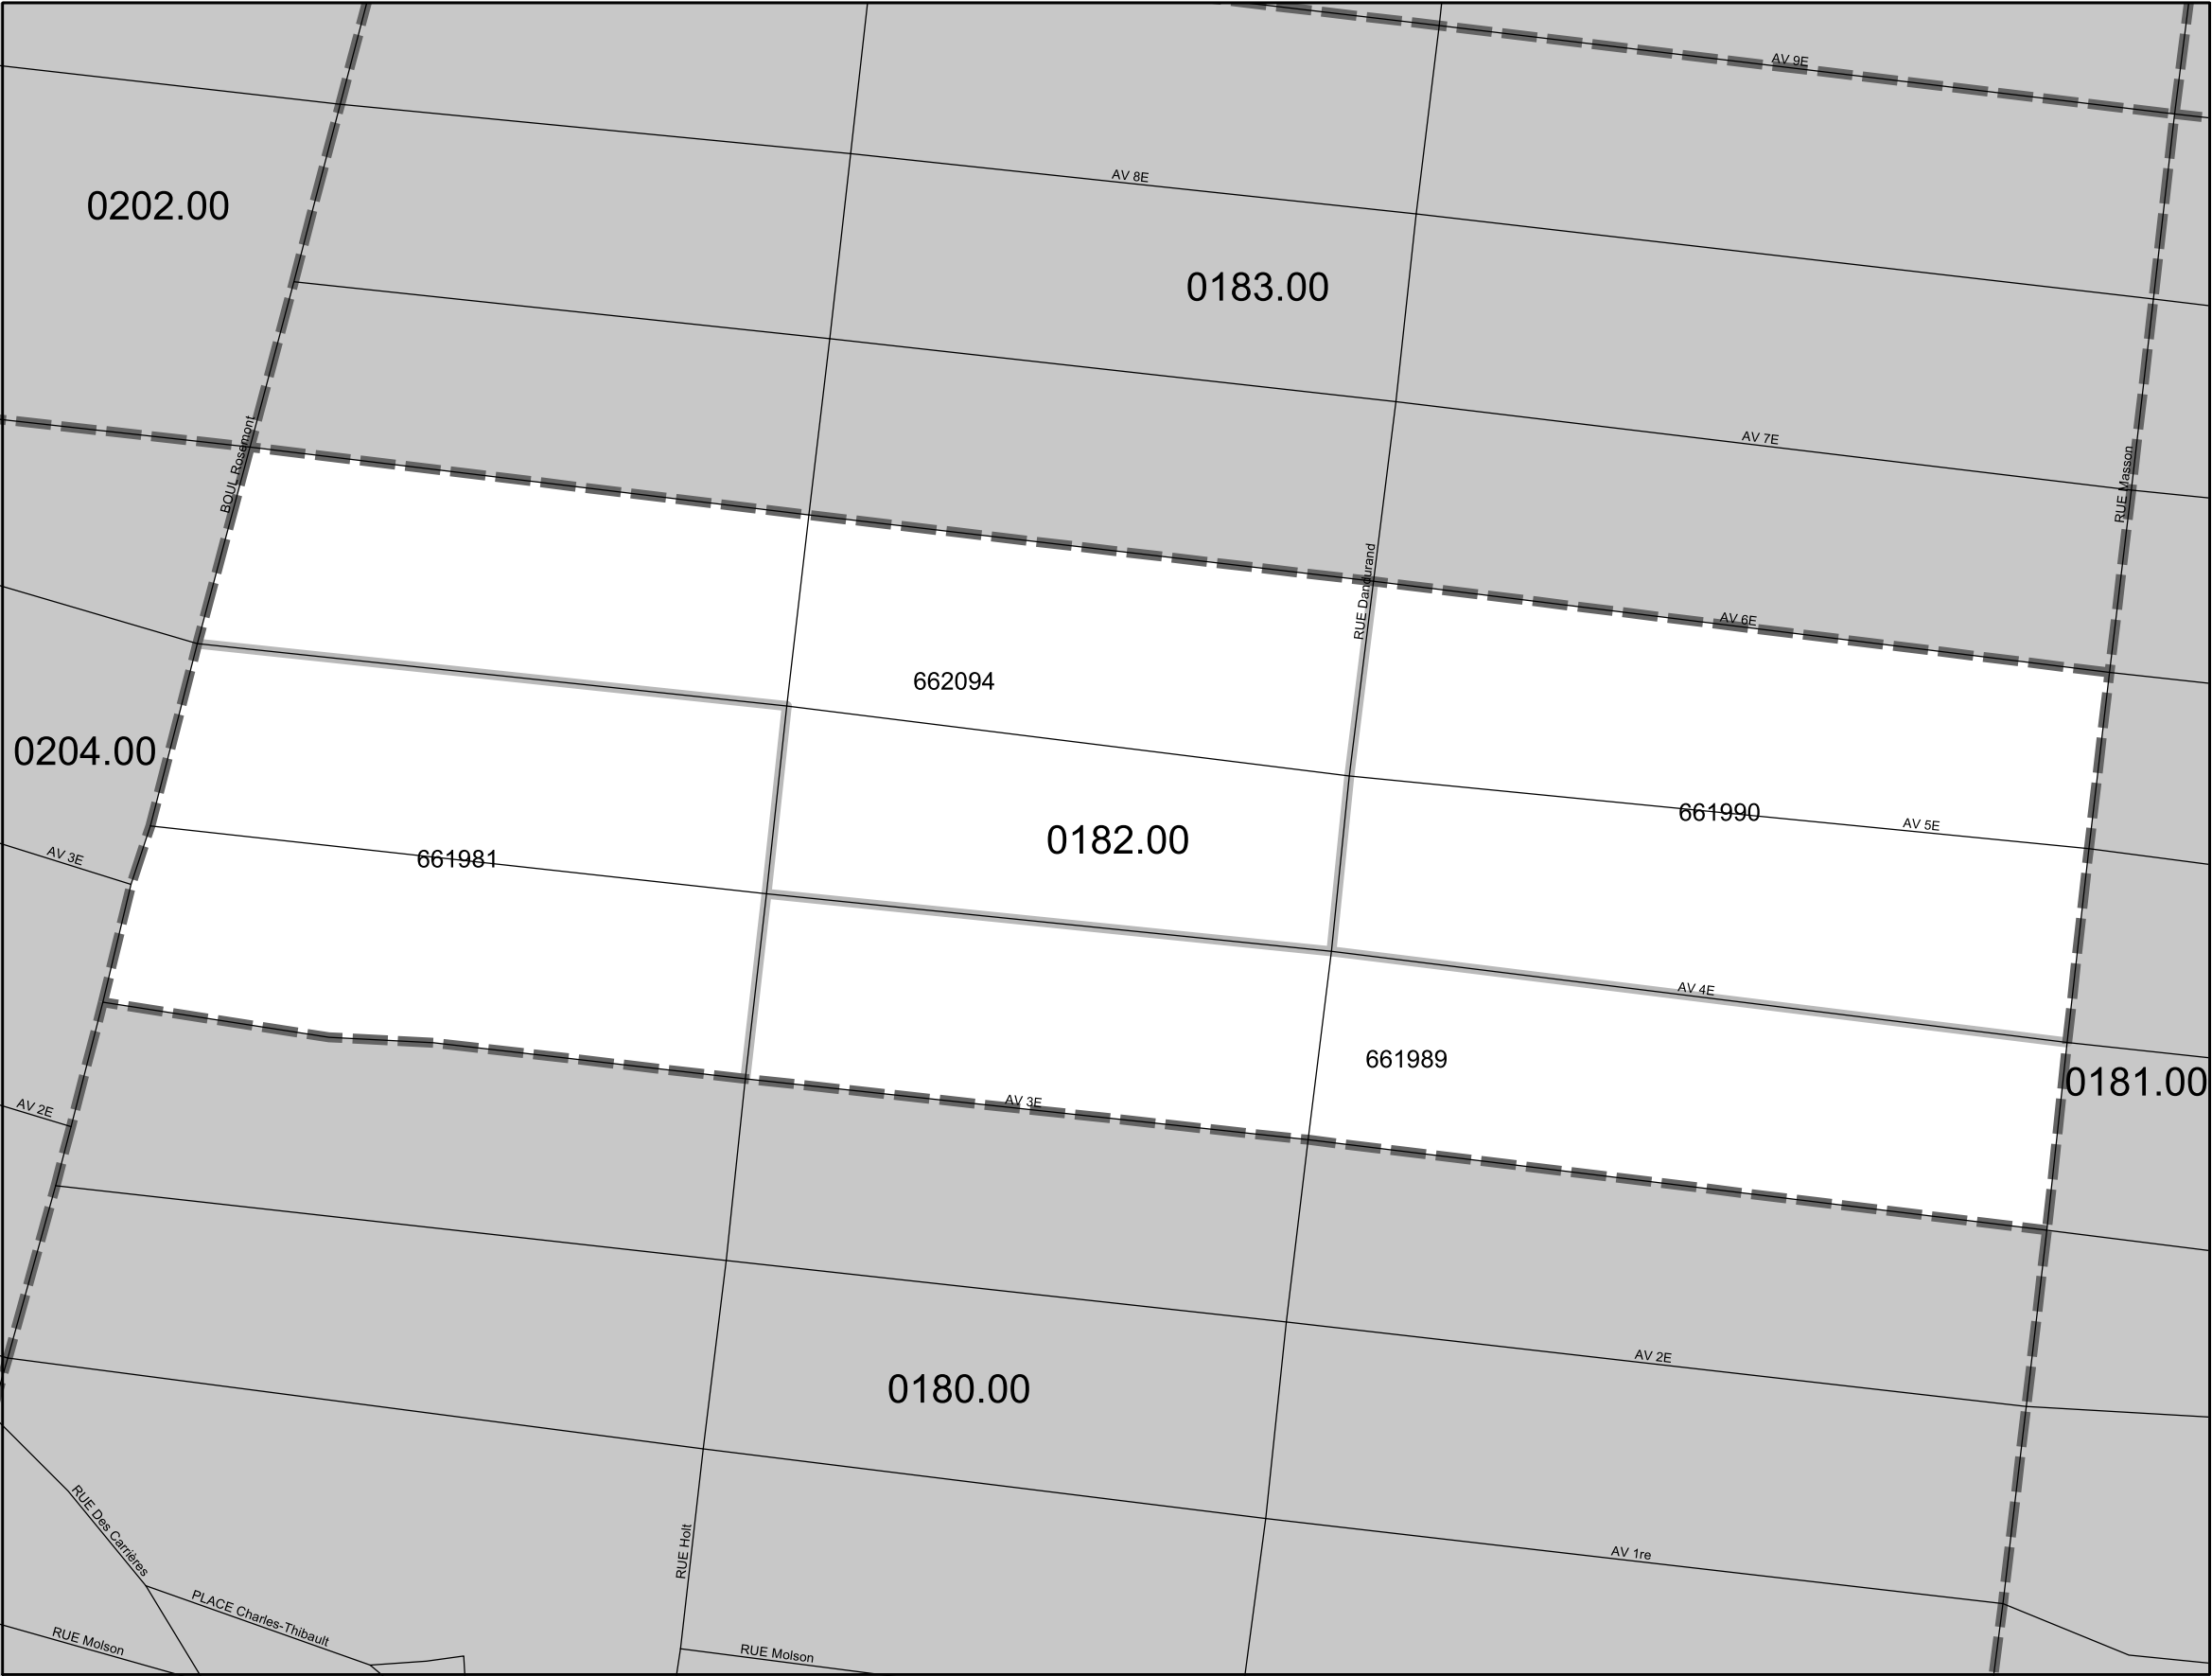 AV 9E
AV 8E
0202.00
0183.00
AV 7E
BOUL Rosemont
RUE Masson
RUE Dandurand
AV 6E
662094
0204.00
661990
AV 5E
0182.00
AV 3E
661981
AV 4E
661989
0181.00
AV 2E
AV 3E
AV 2E
0180.00
RUE Des Carrières
RUE Holt
AV 1re
PLACE Charles-Thibault
RUE Molson
RUE Molson